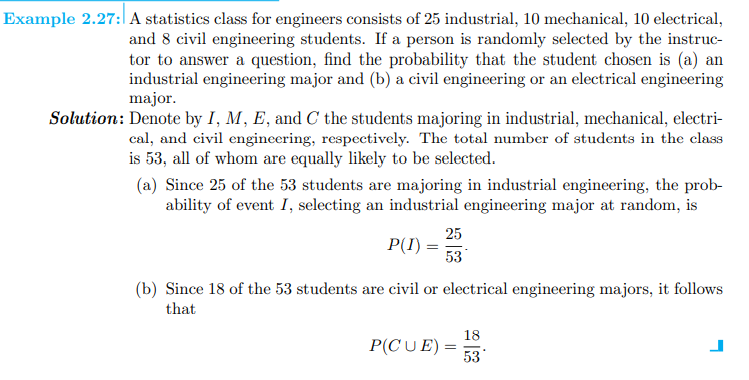 Example 2.27: A statistics class for engineers consists of 25 industrial, 10 mechanical, 10 electrical,
and 8 civil engineering students. If a person is randomly selected by the instruc-
tor to answer a question, find the probability that the student chosen is (a) an
industrial engineering major and (b) a civil engineering or an electrical engineering
major.
Solution: Denote by I, M, E, and C the students majoring in industrial, mechanical, electri-
cal, and civil engineering, respectively. The total number of students in the class
is 53, all of whom are equally likely to be selected.
(a) Since 25 of the 53 students are majoring in industrial engineering, the prob-
ability of event I, selecting an industrial engineering major at random, is
P(I) = 25/53.
(b) Since 18 of the 53 students are civil or electrical engineering majors, it follows
that
P(C ∪ E) = 18/53.